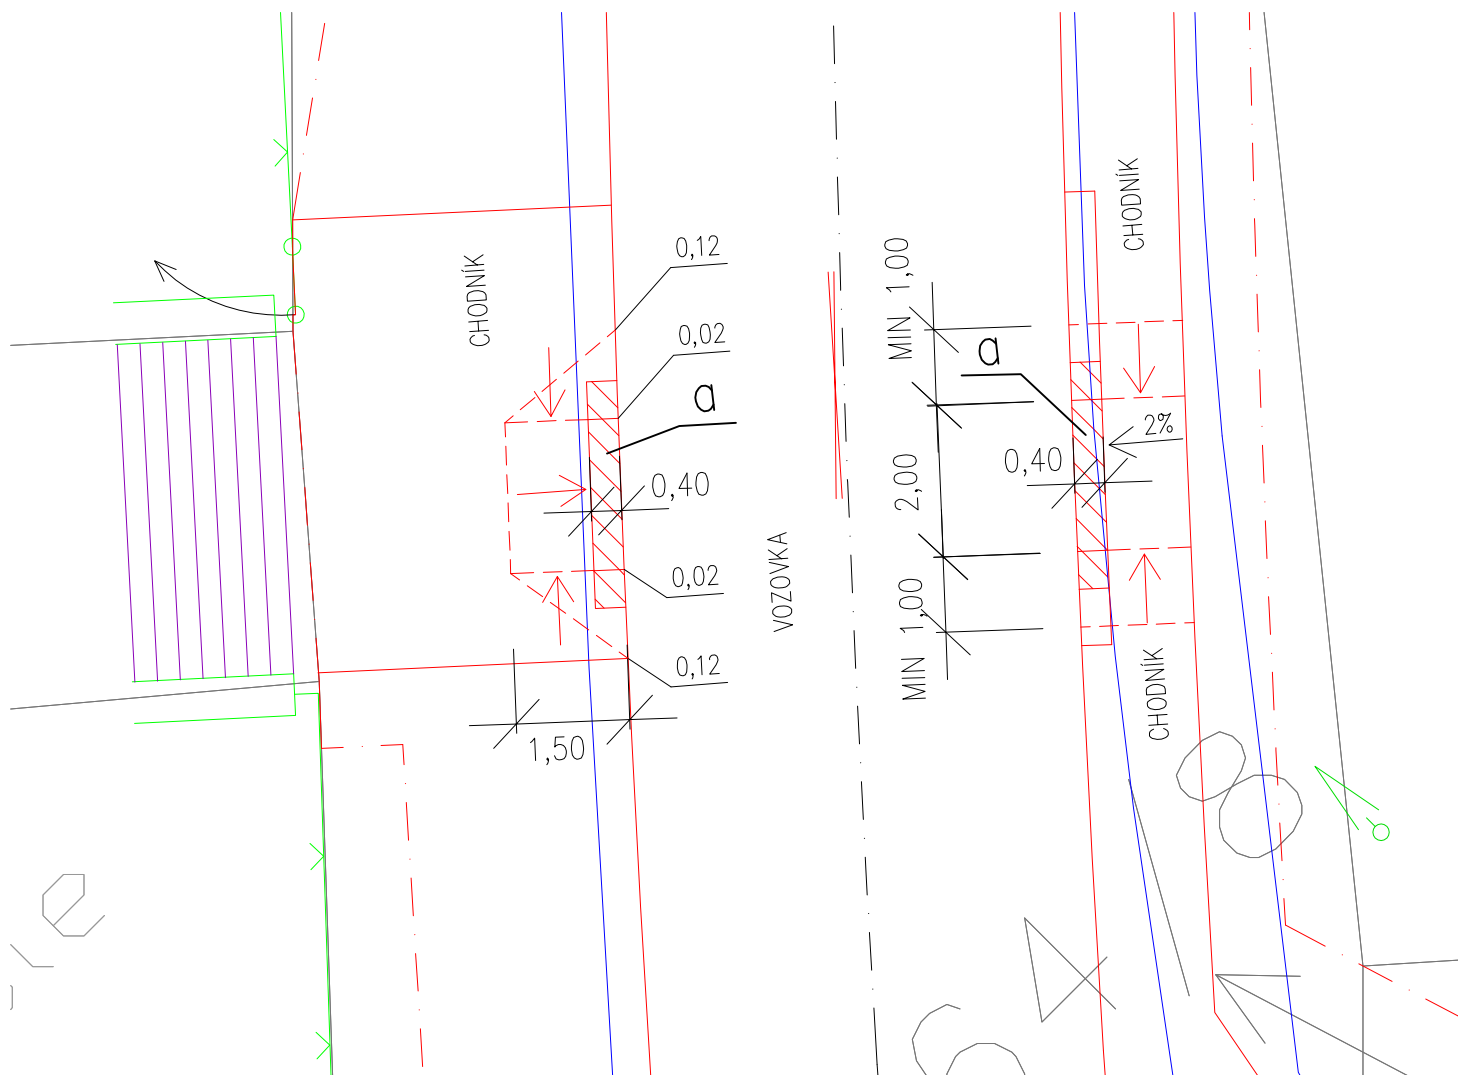 CHODNÍK
0,12
0,02
a
0,40
0,02
0,12
1,50
CHODNÍK
VOZOVKA
MIN 1,00
2,00
MIN 1,00
a
0,40
2%
CHODNÍK
e